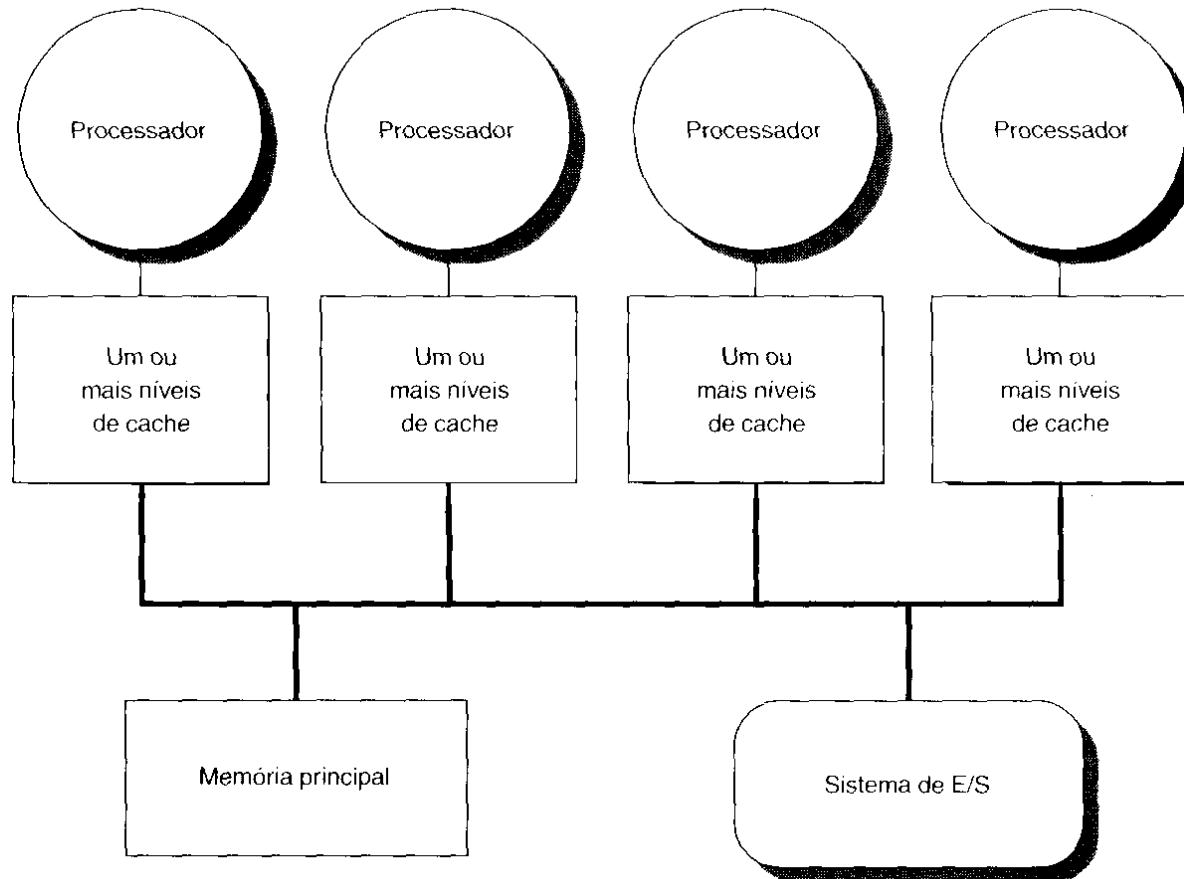 Processador
Processador
Processador
Processador
Um ou
mais níveis
de cache
Um ou
mais níveis
de cache
Um ou
mais níveis
de cache
Um ou
mais níveis
de cache
Memória principal
Sistema de E/S